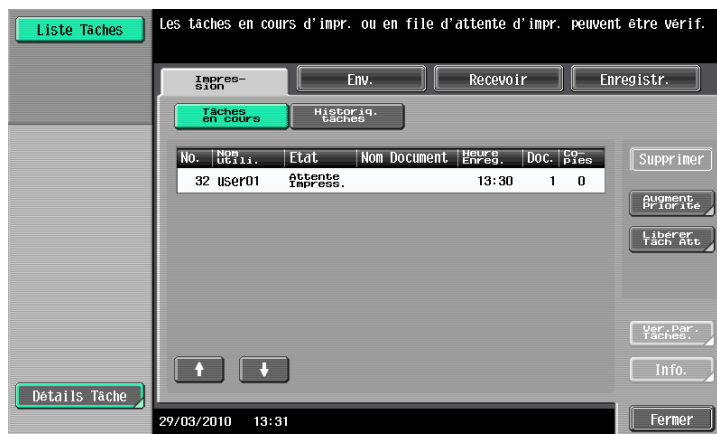 Liste Tâches
Les tâches en cours d'impr. ou en file d'attente d'impr. peuvent être vérif.
Impres-
sion
Env.
Recevoir
Enregistr.
Tâches
en cours
Historiq.
tâches
No.
Nom
utili.
Etat
Nom Document
Heure
Enreg.
Doc.
Co-
pies
32
user01
Attente
Impress.
13:30
1
0
Supprimer
Augment.
Priorité
Libérer
Tâch Att
Ver.Par.
Tâches.
Info.
Détails Tâche
29/03/2010 13:31
Fermer